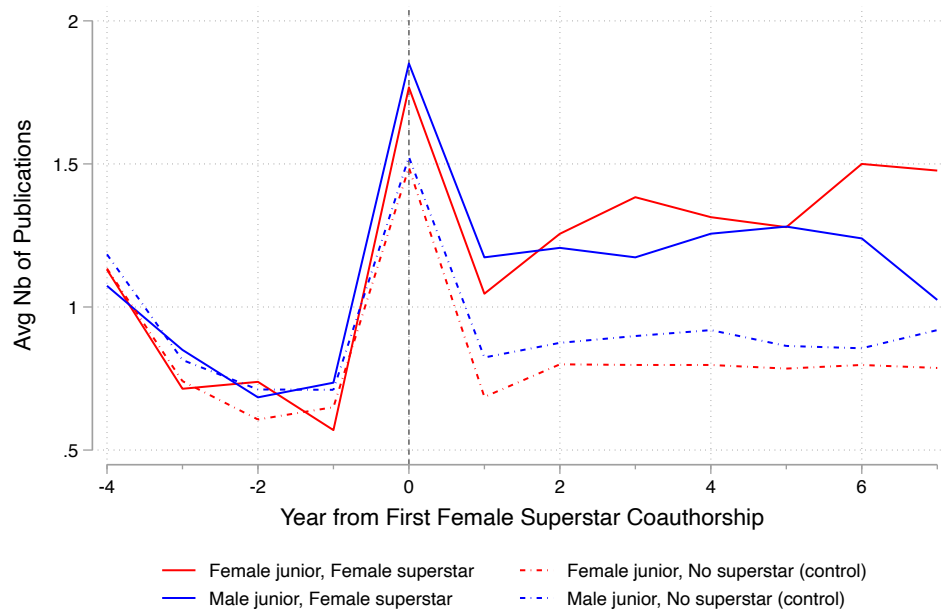 2
1.5
1
.5
Avg Nb of Publications
-4
-2
0
2
4
6
Year from First Female Superstar Coauthorship
Female junior, Female superstar
Female junior, No superstar (control)
Male junior, Female superstar
Male junior, No superstar (control)